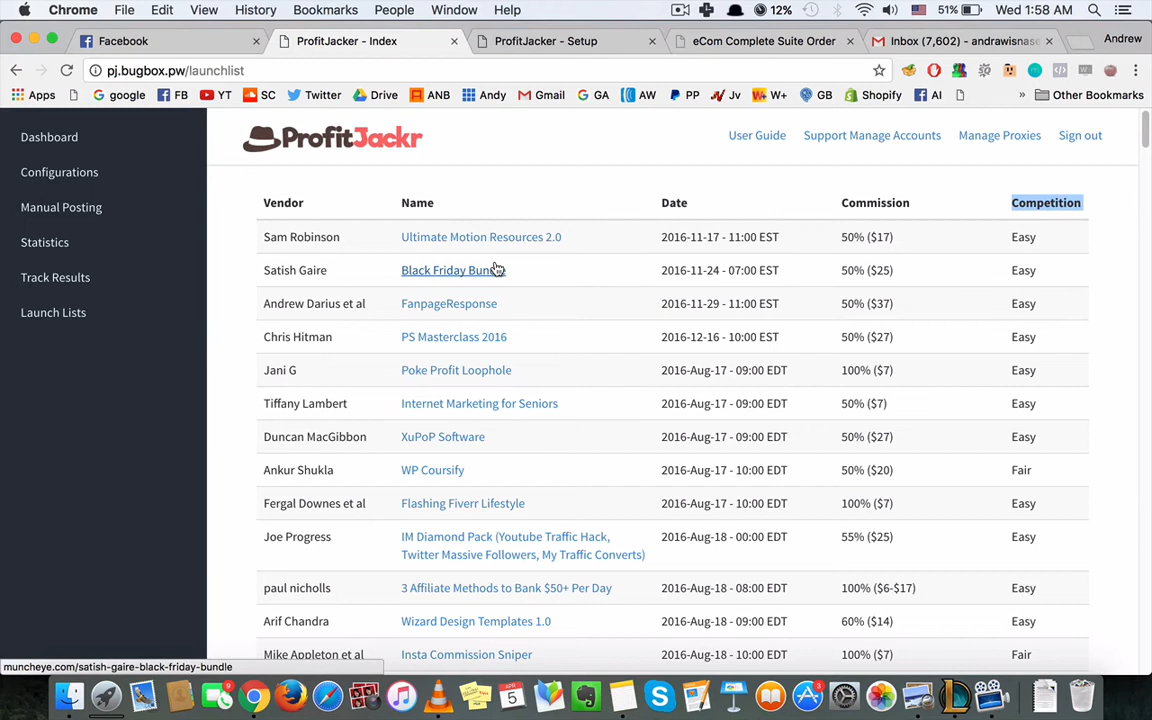 Chrome File Edit View History Bookmarks People Window Help 12% 51% Wed 1:58 AM
Facebook ProfitJacker - Index ProfitJacker - Setup eCom Complete Suite Order Inbox (7,602) - andrawisnase Andrew
pj.bugbox.pw/launchlist
Apps google FB YT SC Twitter Drive ANB Andy Gmail GA AW PP Jv W+ GB Shopify AI » Other Bookmarks
Dashboard
Configurations
Manual Posting
Statistics
Track Results
Launch Lists
ProfitJackr
User Guide Support Manage Accounts Manage Proxies Sign out
Vendor Name Date Commission Competition
Sam Robinson Ultimate Motion Resources 2.0 2016-11-17 - 11:00 EST 50% ($17) Easy
Satish Gaire Black Friday Bundle 2016-11-24 - 07:00 EST 50% ($25) Easy
Andrew Darius et al FanpageResponse 2016-11-29 - 11:00 EST 50% ($37) Easy
Chris Hitman PS Masterclass 2016 2016-12-16 - 10:00 EST 50% ($27) Easy
Jani G Poke Profit Loophole 2016-Aug-17 - 09:00 EDT 100% ($7) Easy
Tiffany Lambert Internet Marketing for Seniors 2016-Aug-17 - 09:00 EDT 50% ($7) Easy
Duncan MacGibbon XuPoP Software 2016-Aug-17 - 09:00 EDT 50% ($27) Easy
Ankur Shukla WP Coursify 2016-Aug-17 - 10:00 EDT 50% ($20) Fair
Fergal Downes et al Flashing Fiverr Lifestyle 2016-Aug-17 - 10:00 EDT 100% ($7) Easy
Joe Progress IM Diamond Pack (Youtube Traffic Hack, 2016-Aug-18 - 00:00 EDT 55% ($25) Easy
Twitter Massive Followers, My Traffic Converts)
paul nicholls 3 Affiliate Methods to Bank $50+ Per Day 2016-Aug-18 - 08:00 EDT 100% ($6-$17) Easy
Arif Chandra Wizard Design Templates 1.0 2016-Aug-18 - 09:00 EDT 60% ($14) Easy
Mike Appleton et al Insta Commission Sniper 2016-Aug-18 - 10:00 EDT 100% ($7) Fair
muncheye.com/satish-gaire-black-friday-bundle
9 5 3